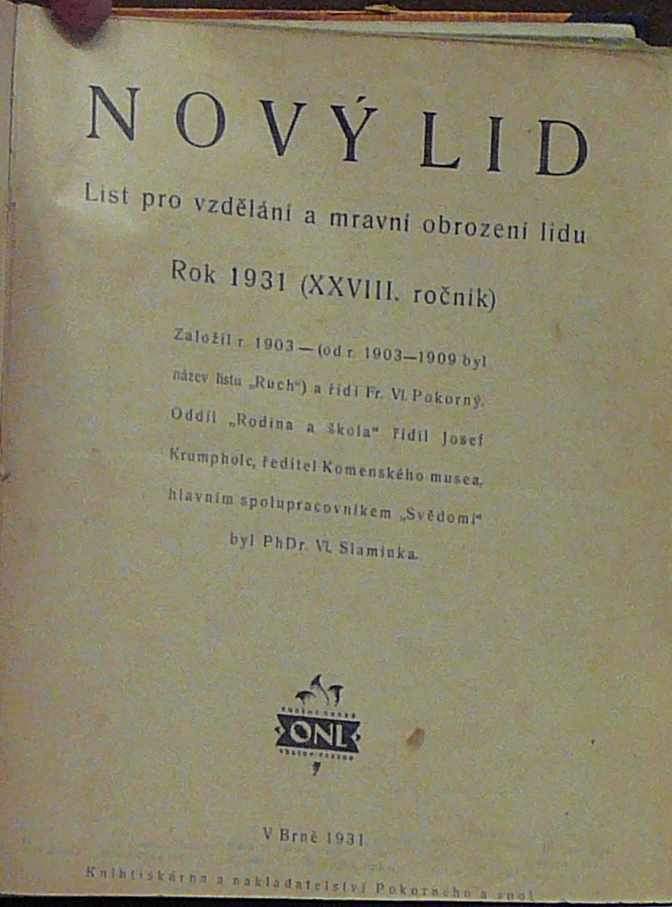 NOVÝ LID
List pro vzdělání a mravní obrození lidu
Rok 1931 (XXVIII. ročník)
Založil r. 1903 — (od r. 1903—1909 byl
název listu „Ruch“) a řídí Fr. Vl. Pokorný.
Oddíl „Rodina a škola“ řídil Josef
Krumpholc, ředitel Komenského musea,
hlavním spolupracovníkem „Svědomí“
byl PhDr. Vl. Slaminka.
ONL
V Brně 1931
Knihtiskárna a nakladatelství Pokorného a spol.